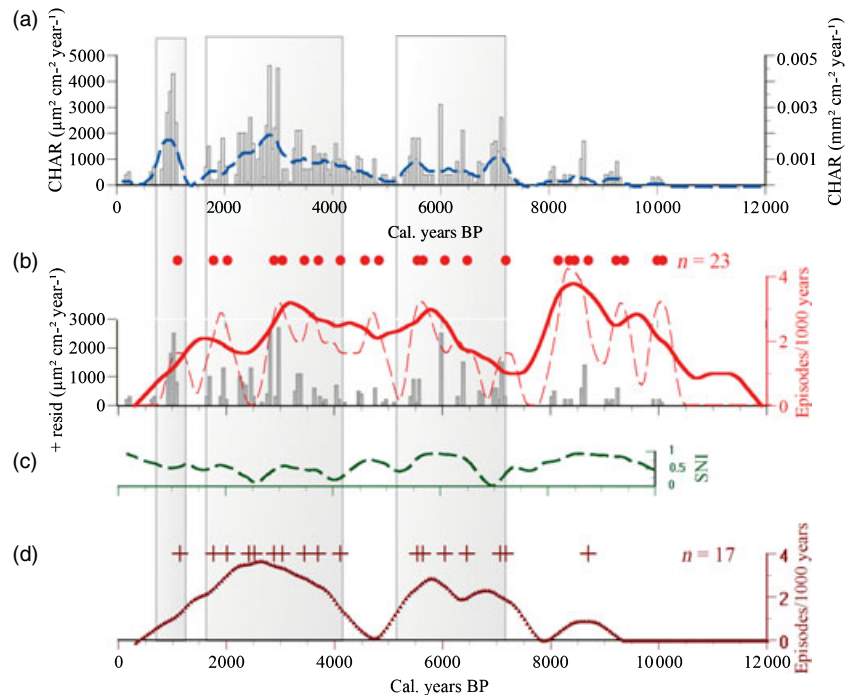 (a)
CHAR (µm² cm-² year-¹)
5000
4000
3000
2000
1000
0
0.005
0.003
0.001
CHAR (mm² cm-² year-¹)
0 2000 4000 6000 8000 10000 12000
Cal. years BP
(b)
n = 23
+ resid (µm² cm-² year-¹)
3000
2000
1000
0
4
2
0
Episodes/1000 years
(c)
1
0.5
0
SNI
(d)
n = 17
4
2
0
Episodes/1000 years
0 2000 4000 6000 8000 10000 12000
Cal. years BP